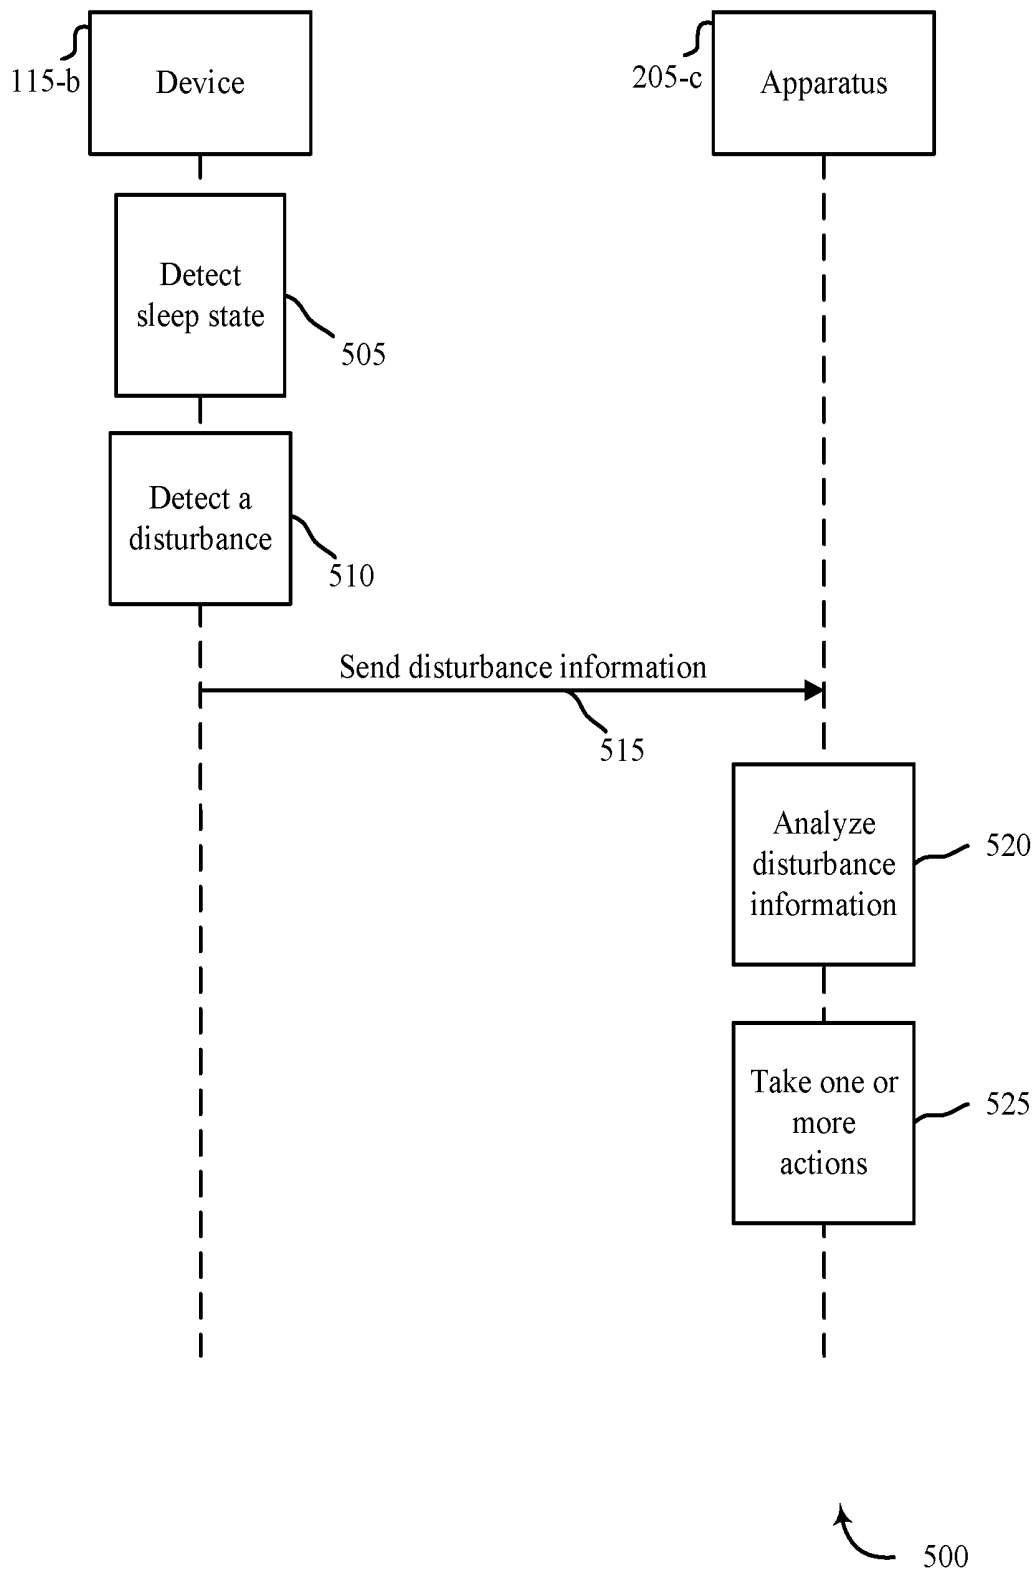 115-b
Device
205-c
Apparatus
Detect
sleep state
505
Detect a
disturbance
510
Send disturbance information
515
Analyze
disturbance
information
520
Take one or
more
actions
525
500